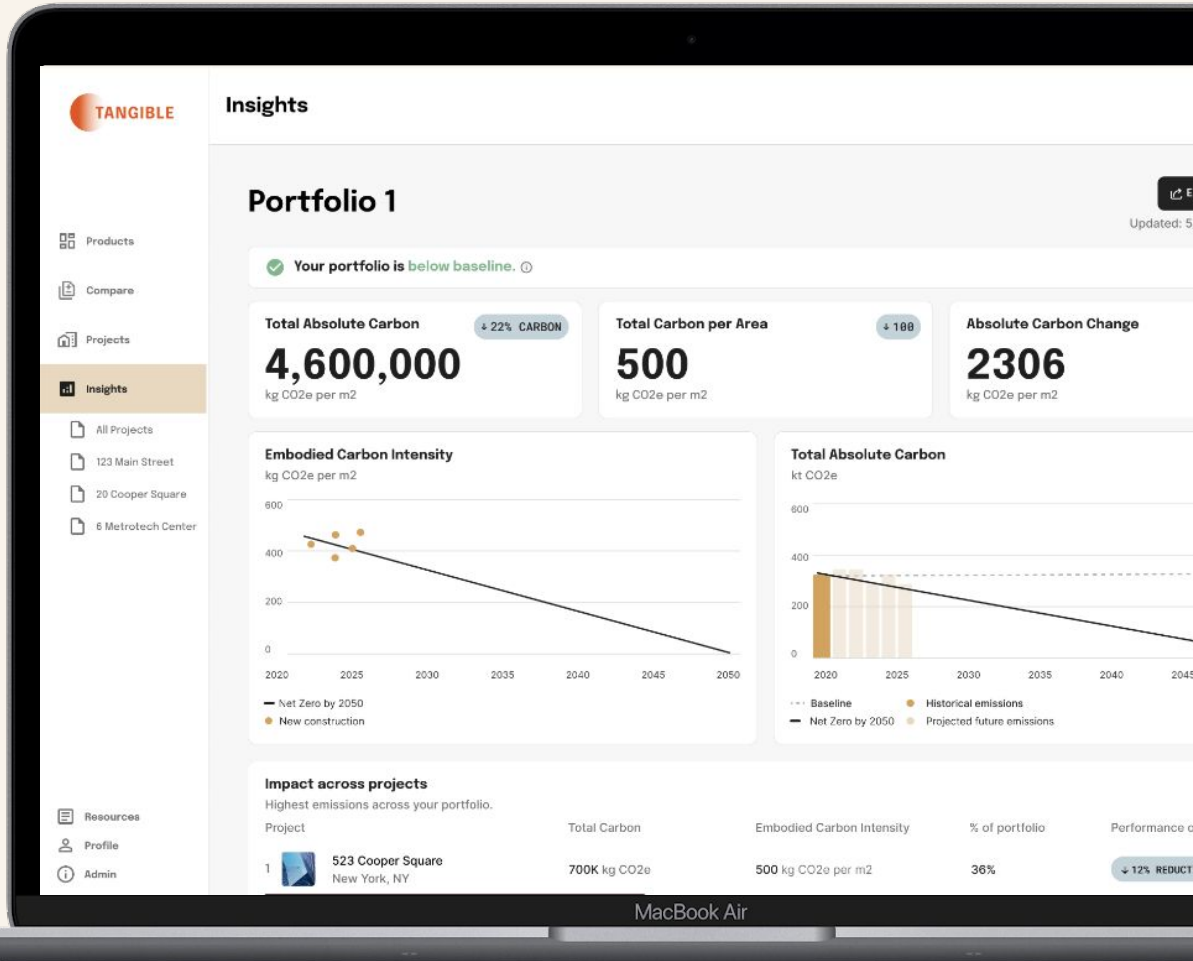 TANGIBLE
Insights
Portfolio 1
Updated: 5
Products
Compare
Projects
Insights
All Projects
123 Main Street
20 Cooper Square
6 Metrotech Center
Resources
Profile
Admin
Your portfolio is below baseline.
Total Absolute Carbon
↓ 22% CARBON
4,600,000
kg CO2e per m2
Total Carbon per Area
↓ 100
500
kg CO2e per m2
Absolute Carbon Change
2306
kg CO2e per m2
Embodied Carbon Intensity
kg CO2e per m2
600
400
200
0
2020 2025 2030 2035 2040 2045 2050
Net Zero by 2050
New construction
Total Absolute Carbon
kt CO2e
600
400
200
0
2020 2025 2030 2035 2040 2045
Baseline Historical emissions
Net Zero by 2050 Projected future emissions
Impact across projects
Highest emissions across your portfolio.
Project Total Carbon Embodied Carbon Intensity % of portfolio Performance
1 523 Cooper Square 700K kg CO2e 500 kg CO2e per m2 36% ↓ 12% REDUCT
New York, NY
MacBook Air